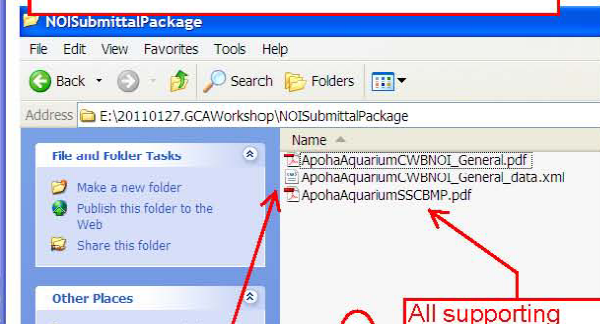 NOISubmittalPackage
File Edit View Favorites Tools Help
Back Search Folders
Address E:\20110127.GCAWorkshop\NOISubmittalPackage
Name
File and Folder Tasks
ApohaAquariumCWBNOI_General.pdf
ApohaAquariumCWBNOI_General_data.xml
ApohaAquariumSSCBMP.pdf
Make a new folder
Publish this folder to the
Web
Share this folder
Other Places
All supporting